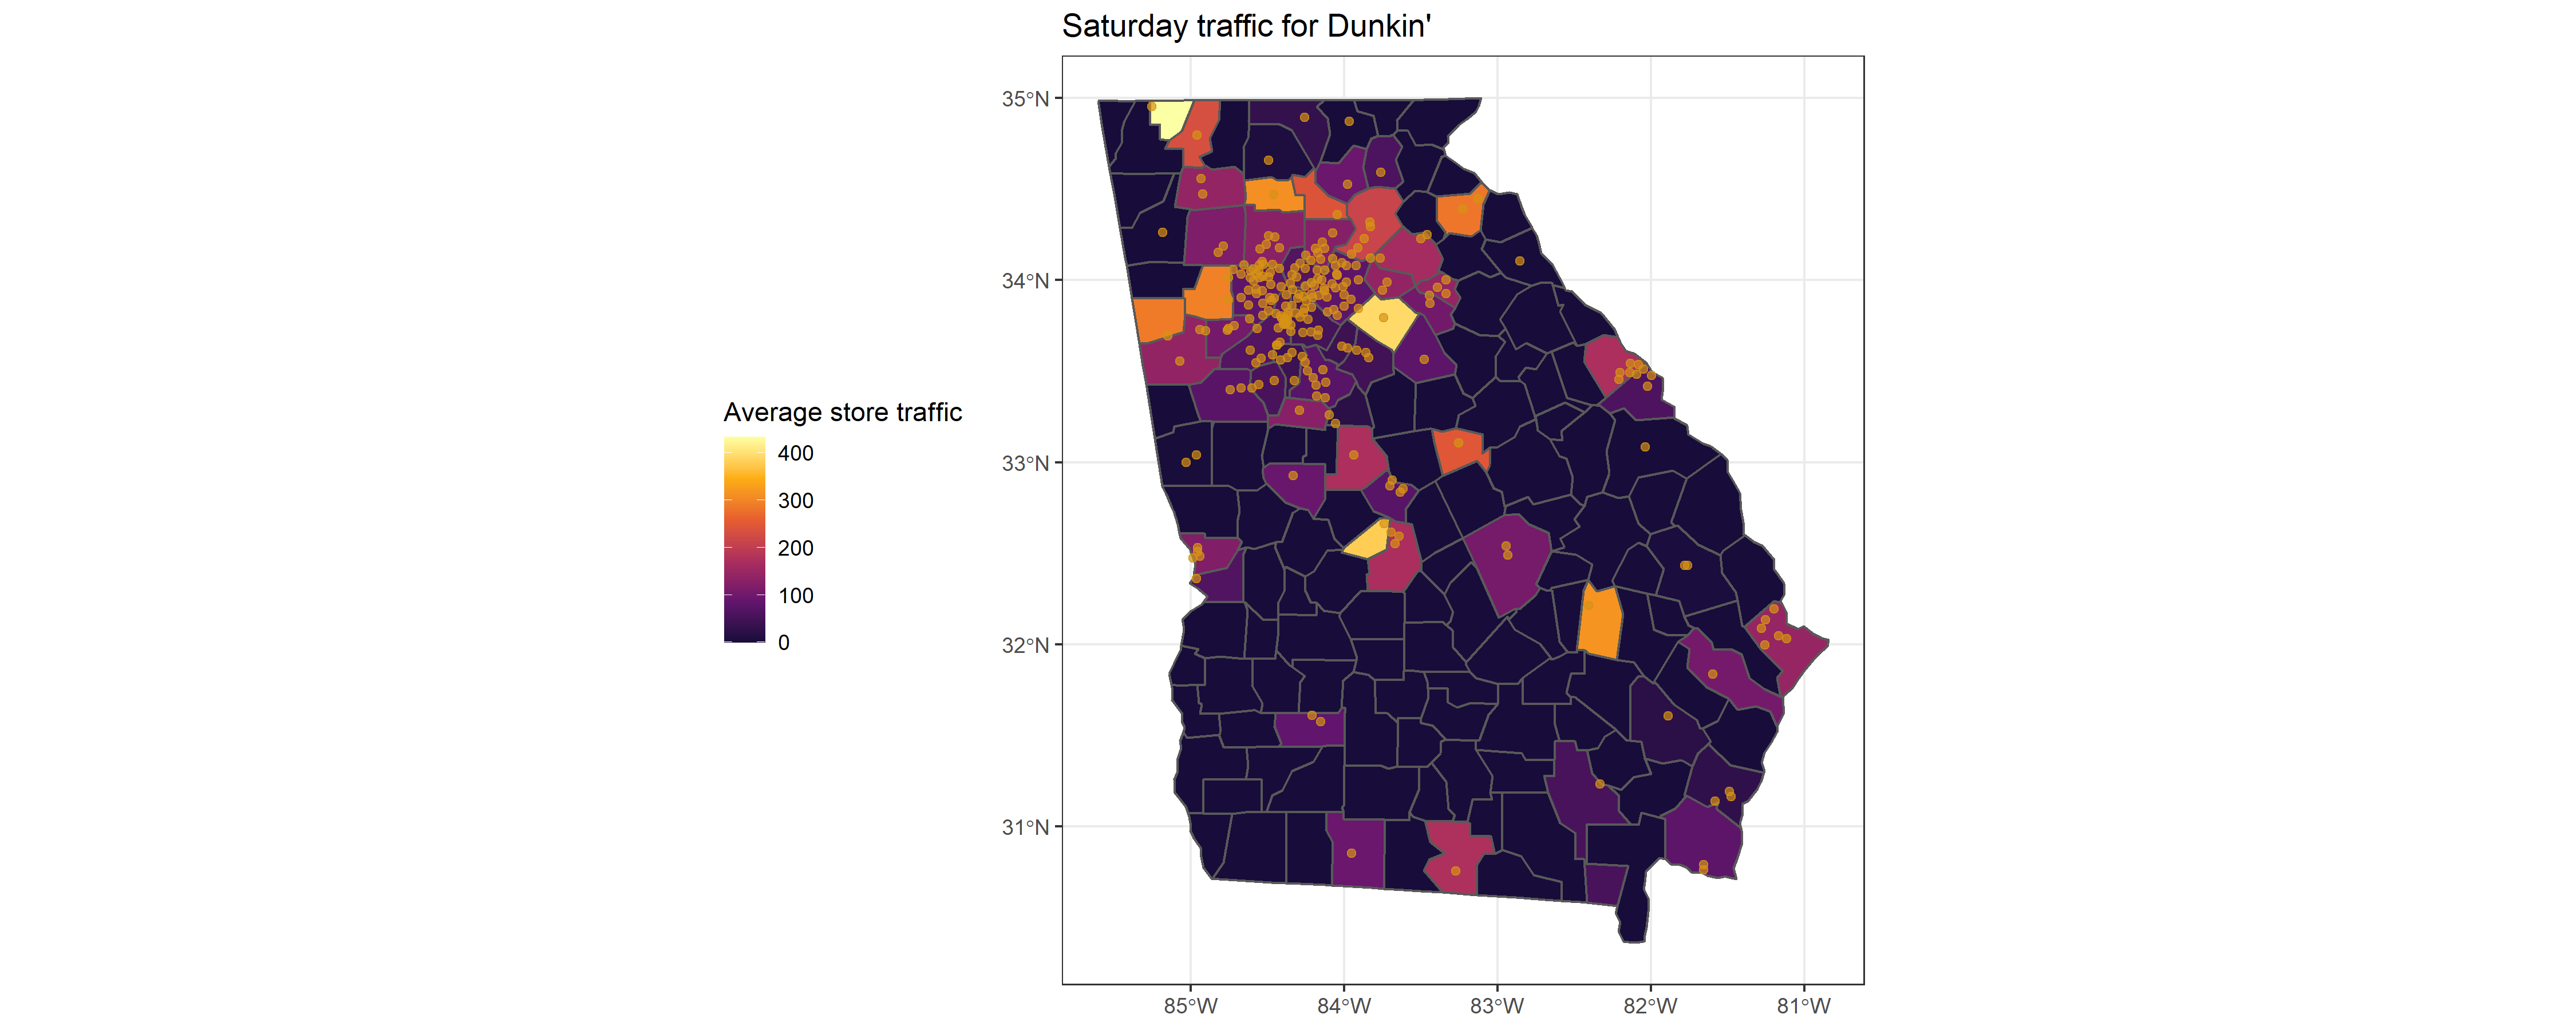 Saturday traffic for Dunkin'
35°N
34°N
33°N
32°N
31°N
85°W
84°W
83°W
82°W
81°W
Average store traffic
400
300
200
100
0